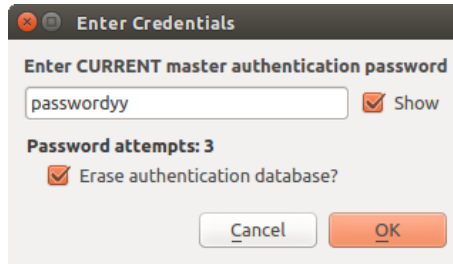 Enter Credentials
Enter CURRENT master authentication password
passwordyy Show
Password attempts: 3
Erase authentication database?
Cancel OK